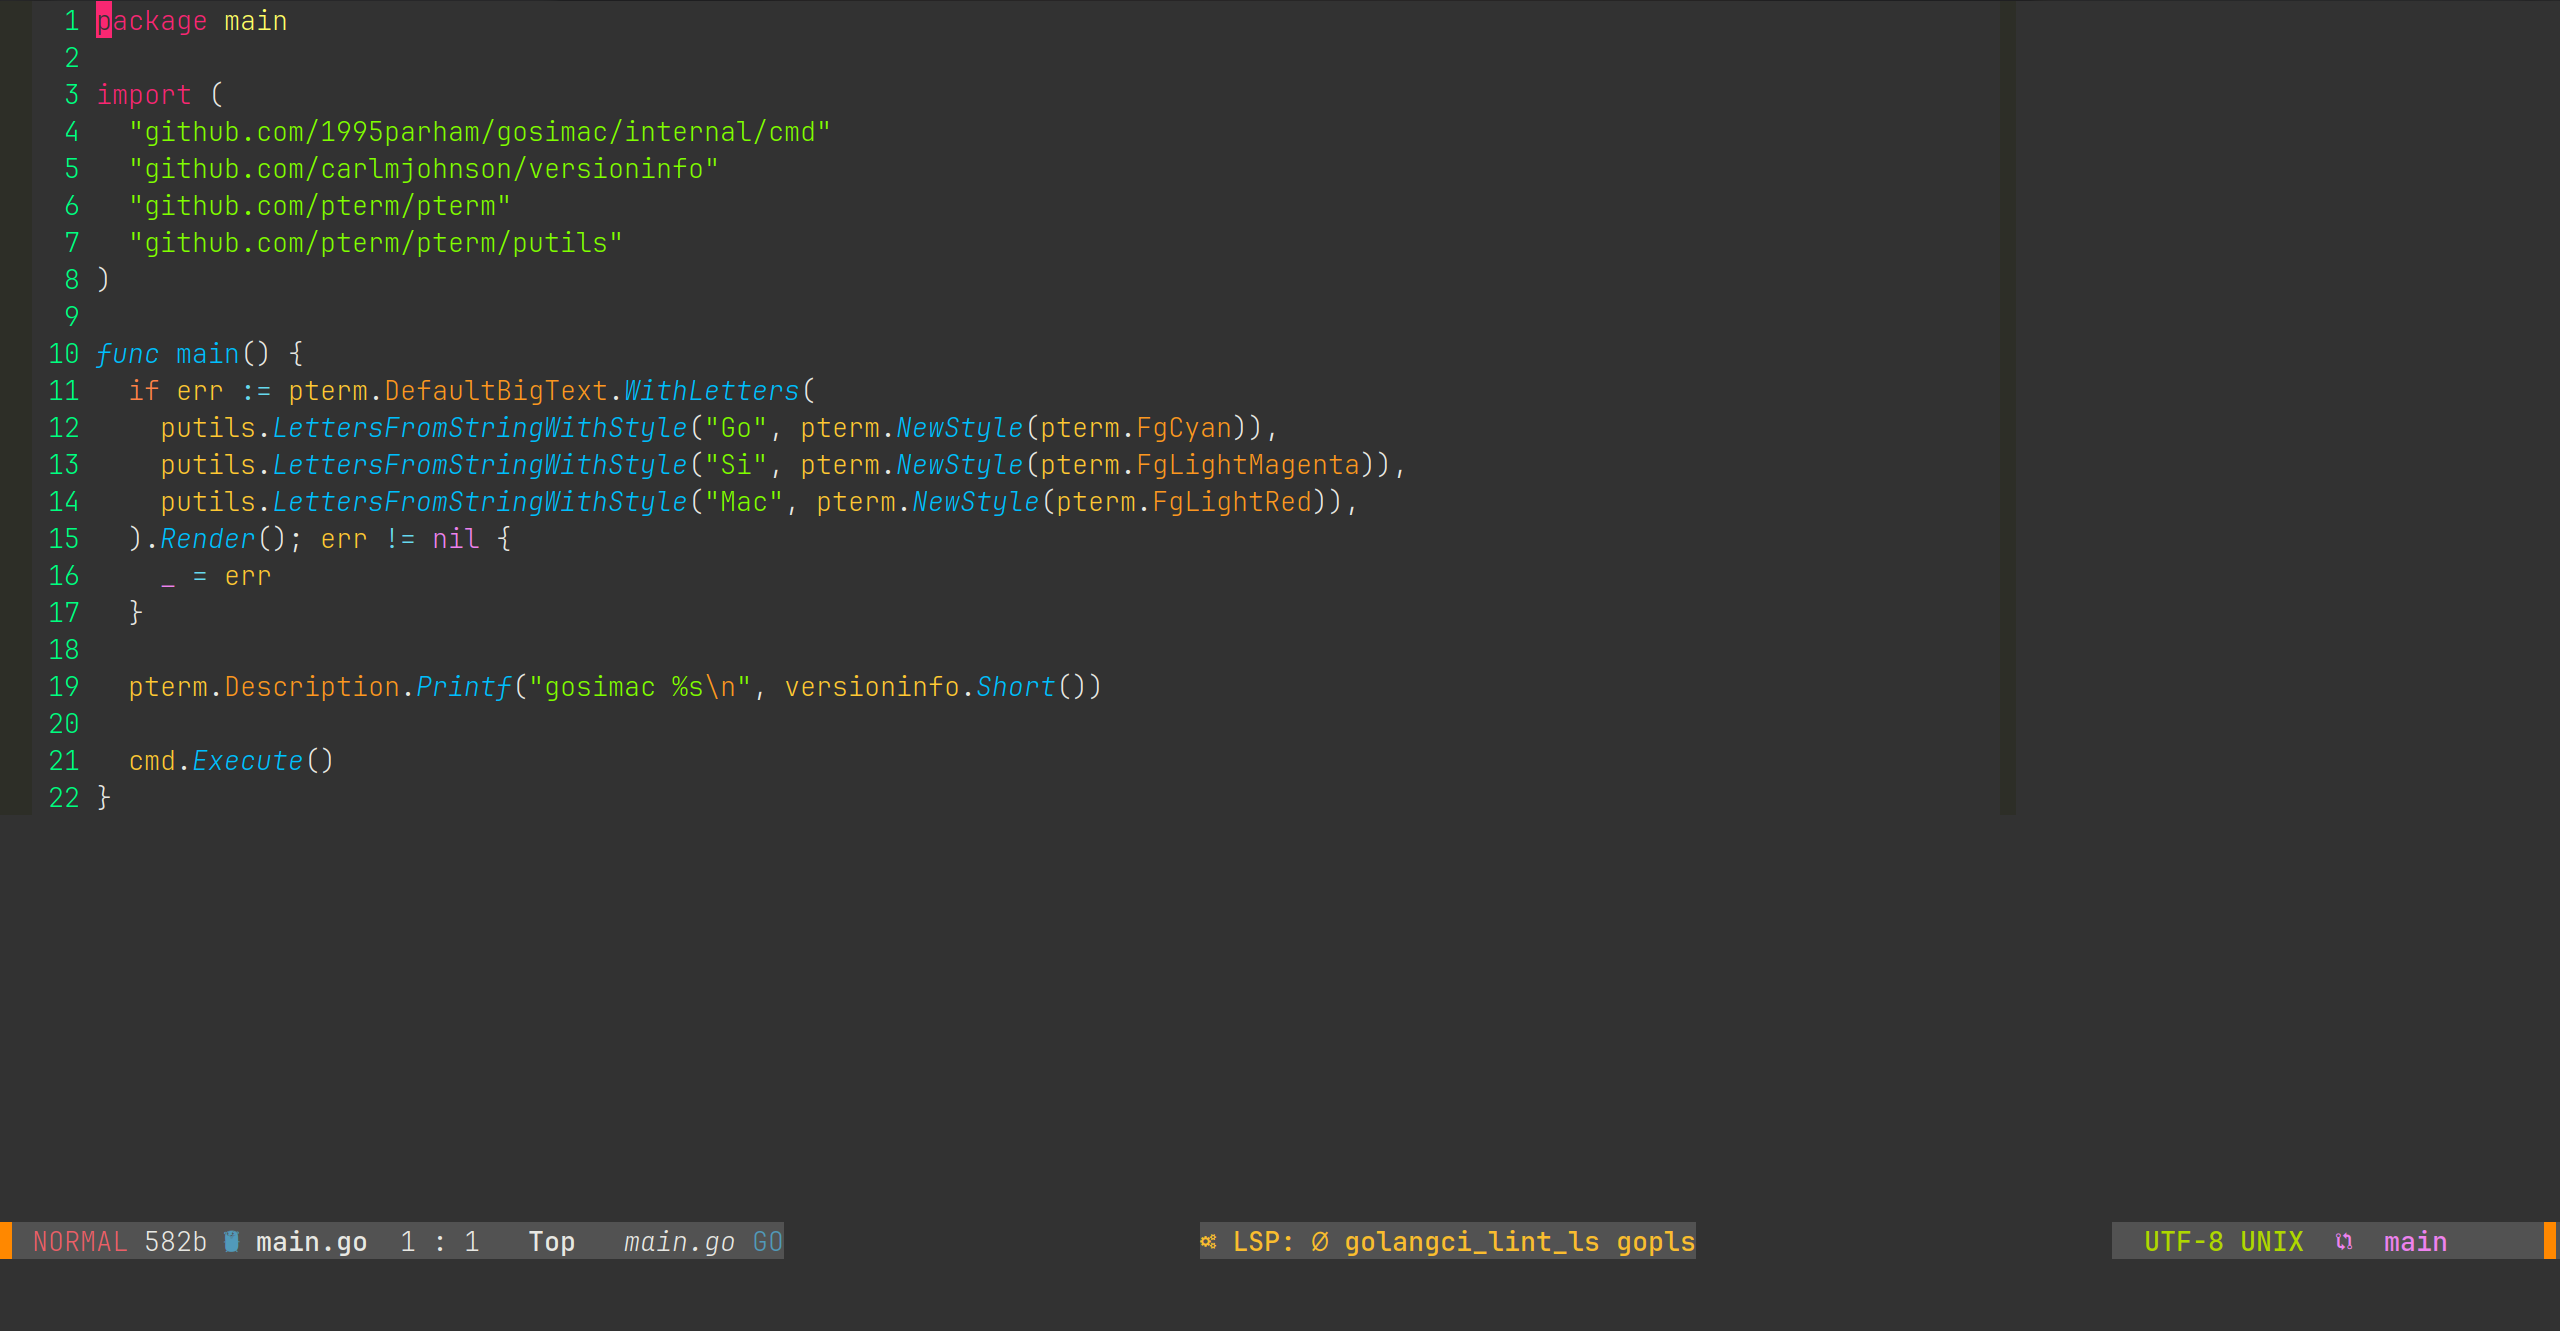 1 package main
2
3 import (
4   "github.com/1995parham/gosimac/internal/cmd"
5   "github.com/carlmjohnson/versioninfo"
6   "github.com/pterm/pterm"
7   "github.com/pterm/pterm/putils"
8 )
9
10 func main() {
11   if err := pterm.DefaultBigText.WithLetters(
12     putils.LettersFromStringWithStyle("Go", pterm.NewStyle(pterm.FgCyan)),
13     putils.LettersFromStringWithStyle("Si", pterm.NewStyle(pterm.FgLightMagenta)),
14     putils.LettersFromStringWithStyle("Mac", pterm.NewStyle(pterm.FgLightRed)),
15   ).Render(); err != nil {
16     _ = err
17   }
18
19   pterm.Description.Printf("gosimac %s\n", versioninfo.Short())
20
21   cmd.Execute()
22 }
NORMAL 582b main.go 1 : 1 Top main.go GO LSP: ∅ golangci_lint_ls gopls UTF-8 UNIX main